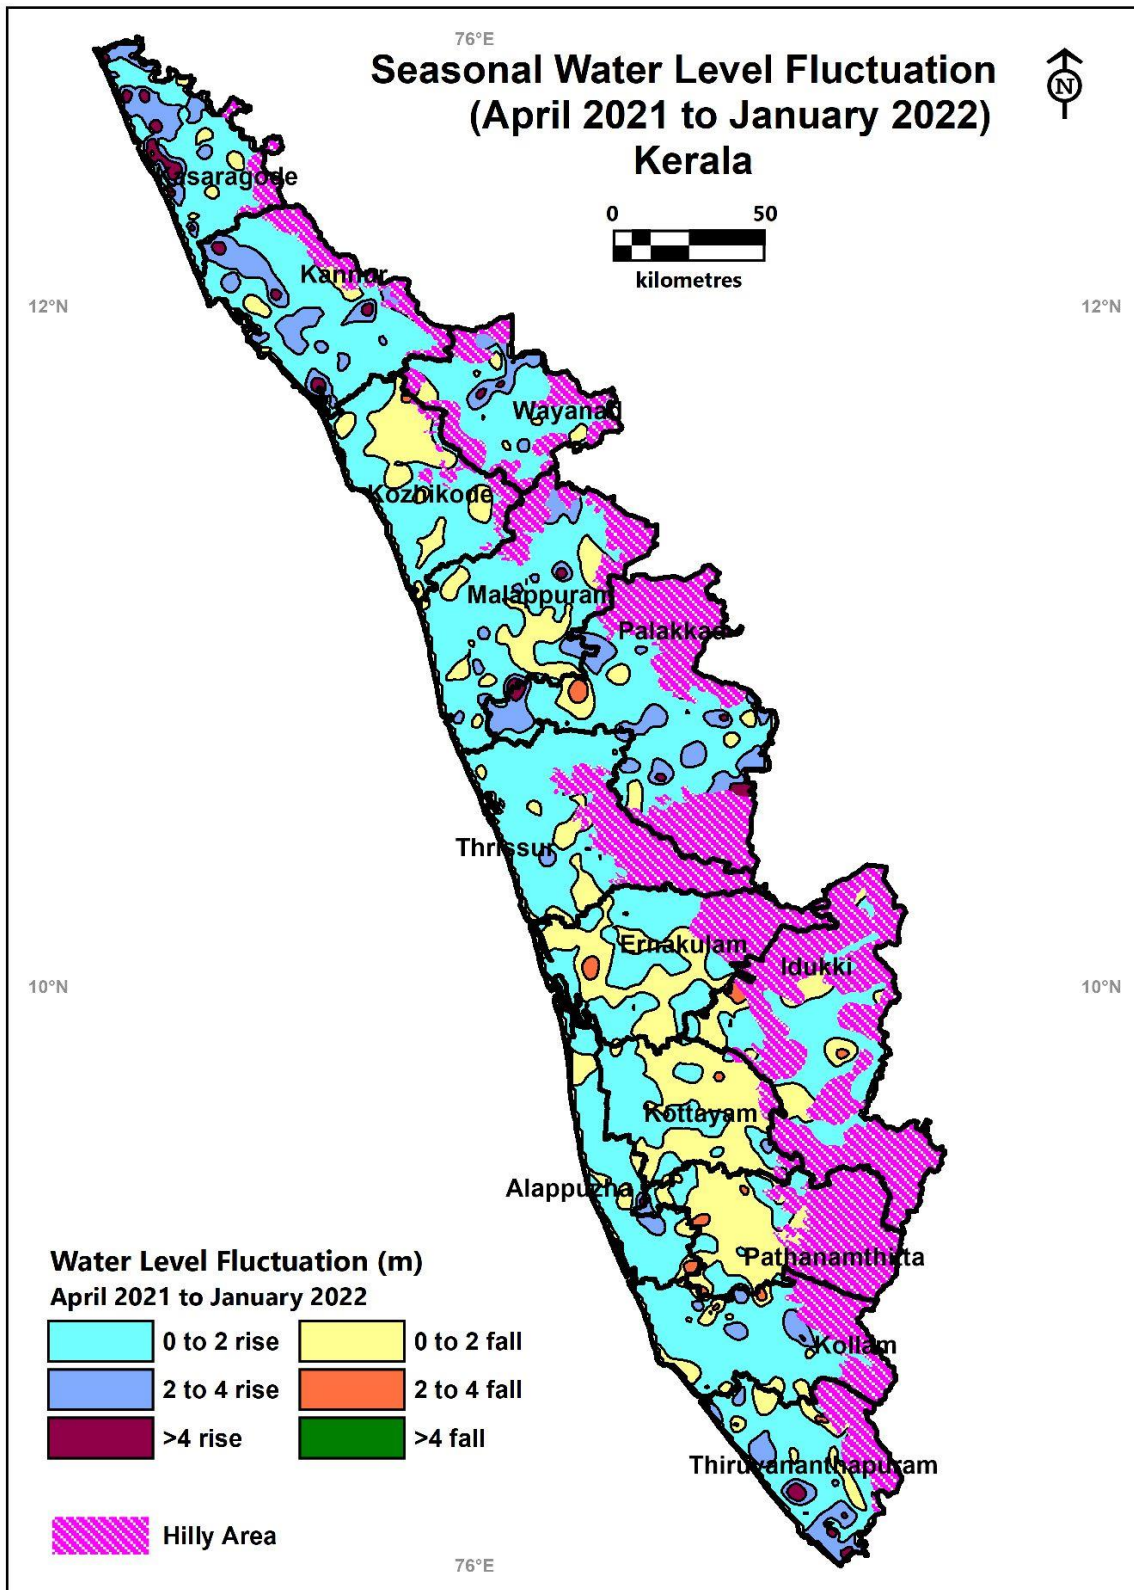 76°E
Seasonal Water Level Fluctuation
(April 2021 to January 2022)
Kerala
N
0 50
kilometres
Kasaragode
Kannur
12°N 12°N
Wayanad
Kozhikode
Malappuram
Palakkad
Thrissur
Ernakulam
Idukki
10°N 10°N
Kottayam
Alappuzha
Pathanamthitta
Kollam
Thiruvananthapuram
Water Level Fluctuation (m)
April 2021 to January 2022
0 to 2 rise 0 to 2 fall
2 to 4 rise 2 to 4 fall
>4 rise >4 fall
Hilly Area
76°E